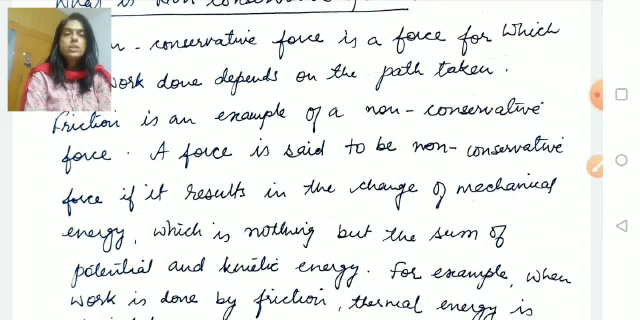 n - conservative force is a force for which
work done depends on the path taken.
Friction is an example of a non-conservative
force. A force is said to be non-conservative
force if it results in the change of mechanical
energy, which is nothing but the sum of
potential and kinetic energy. For example, when
work is done by friction, thermal energy is